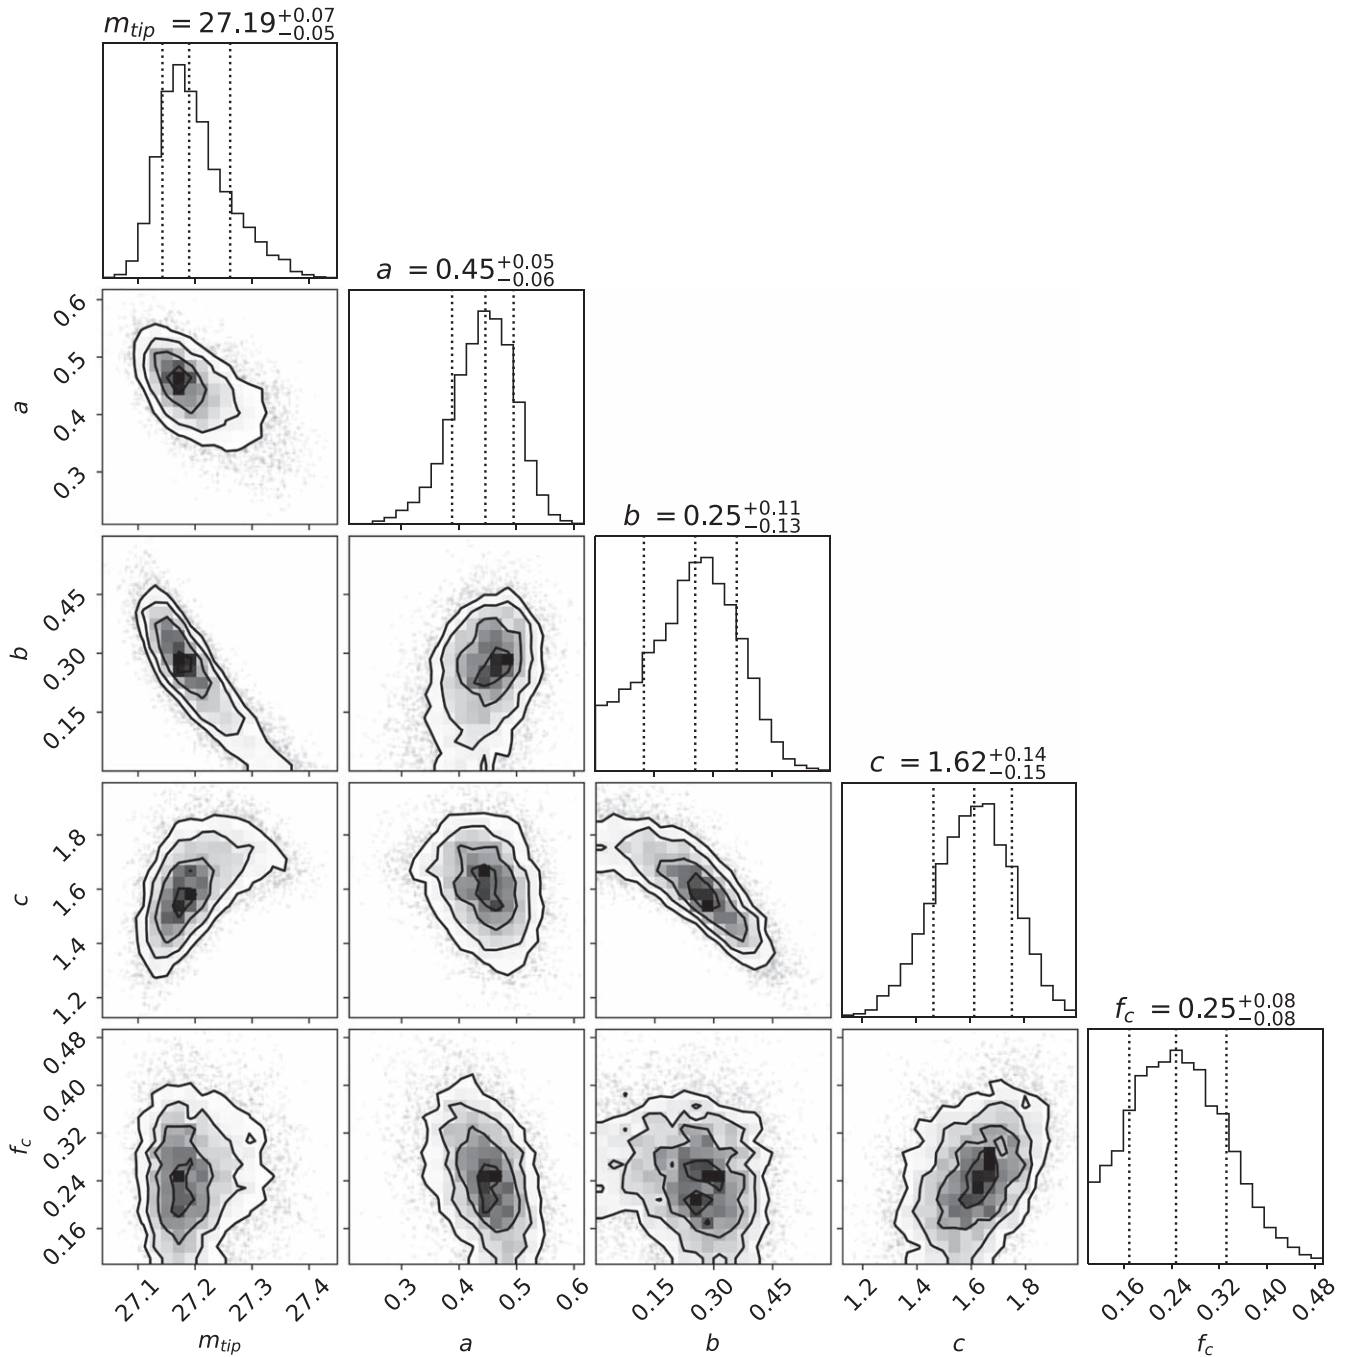 m_tip = 27.19 +0.07 −0.05
a = 0.45 +0.05 −0.06
0.6
0.5
0.4
0.3
a
b = 0.25 +0.11 −0.13
0.45
0.30
0.15
b
c = 1.62 +0.14 −0.15
1.8
1.6
1.4
1.2
c
f_c = 0.25 +0.08 −0.08
0.48
0.40
0.32
0.24
0.16
f_c
27.1 27.2 27.3 27.4 0.3 0.4 0.5 0.6 0.15 0.30 0.45 1.2 1.4 1.6 1.8 0.16 0.24 0.32 0.40 0.48
m_tip a b c f_c